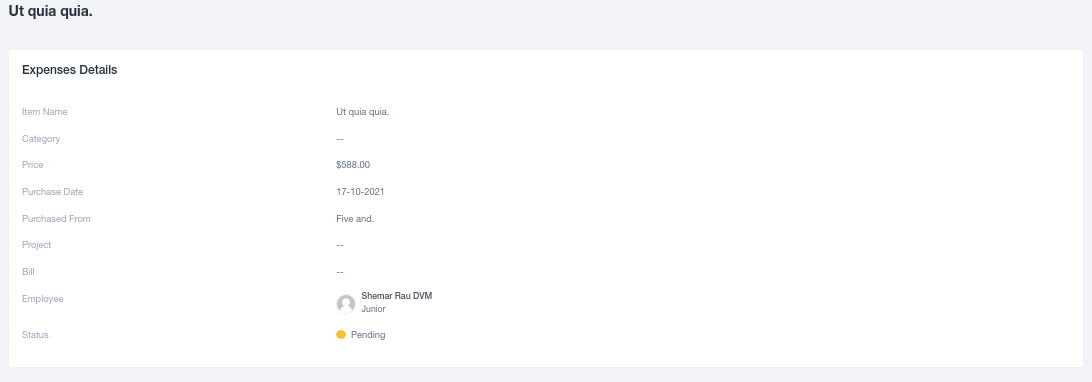 Ut quia quia.
Expenses Details
Item Name Ut quia quia.
Category --
Price $588.00
Purchase Date 17-10-2021
Purchased From Five and.
Project --
Bill --
Employee Shemar Rau DVM
Junior
Status Pending